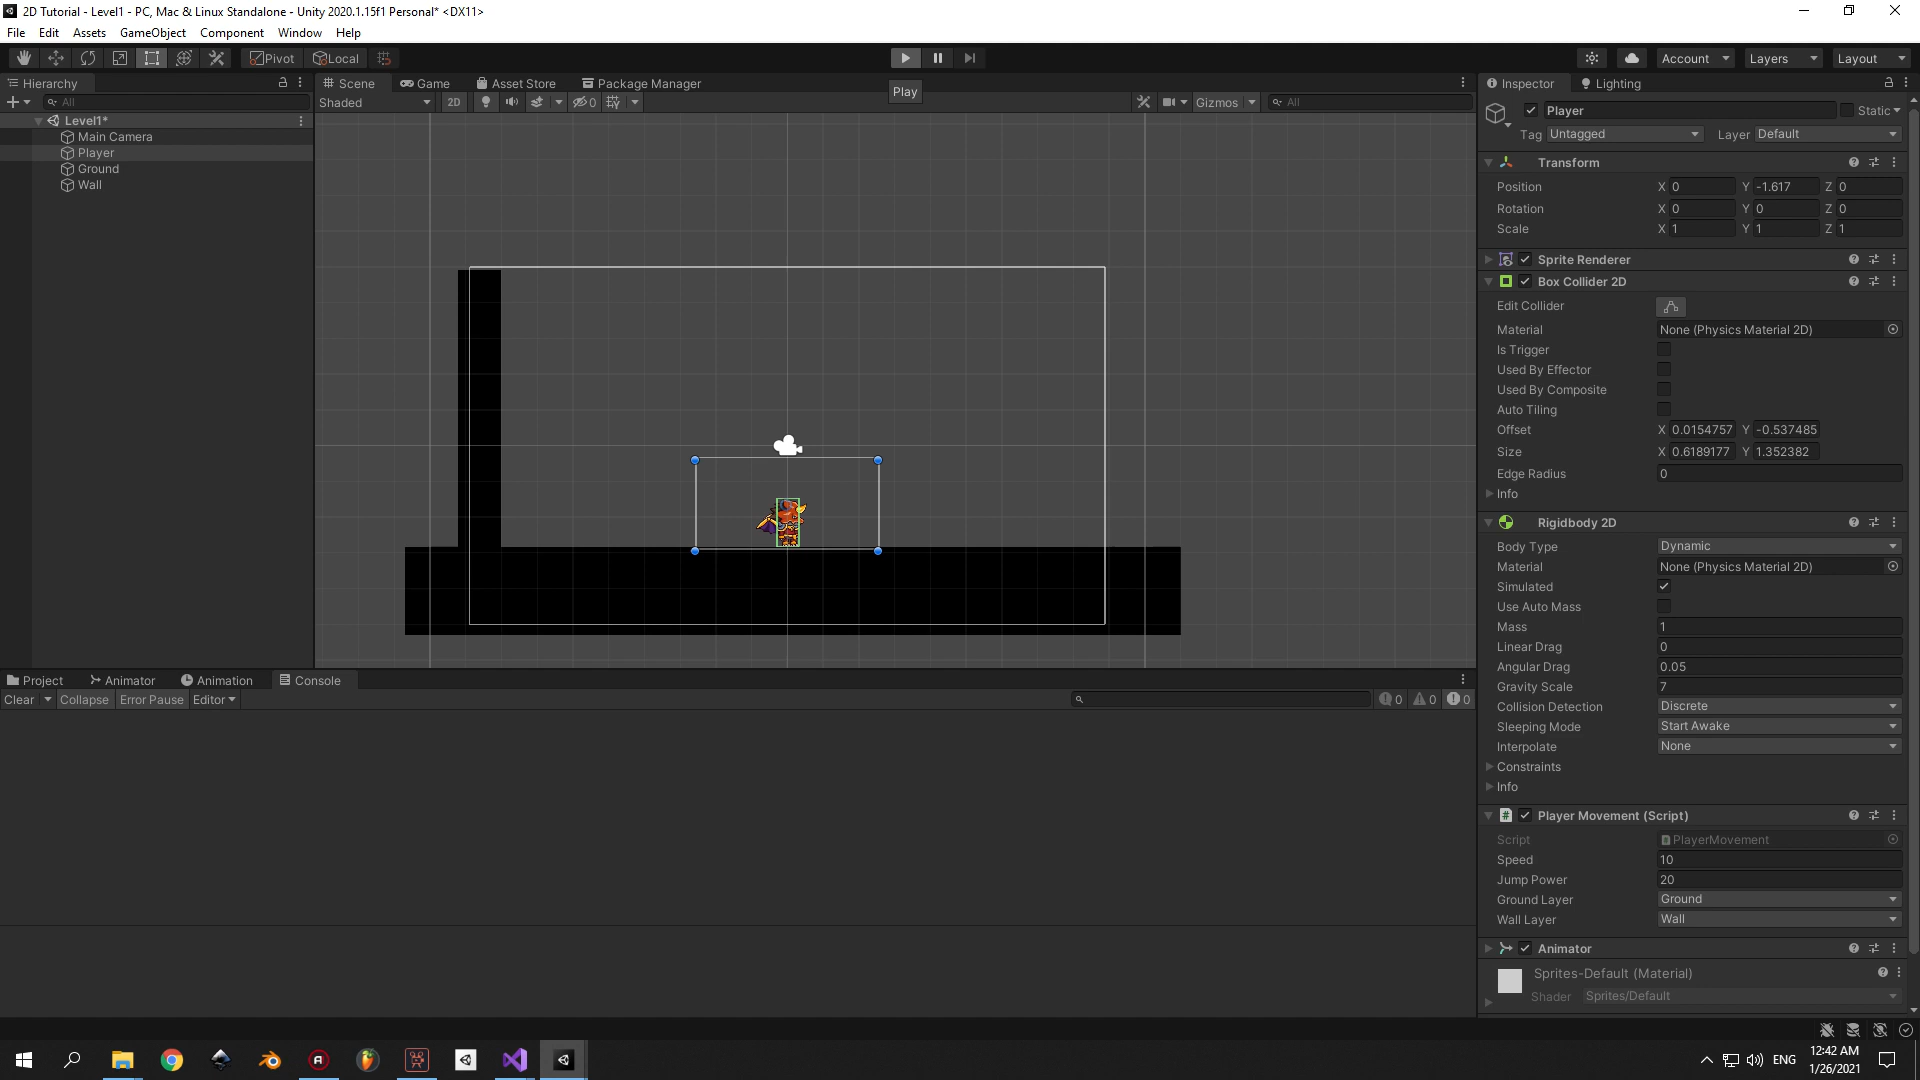 2D Tutorial - Level1 - PC, Mac & Linux Standalone - Unity 2020.1.15f1 Personal* <DX11>
File Edit Assets GameObject Component Window Help
Pivot Local Account Layers Layout
Play
Hierarchy
All
Level1*
Main Camera
Player
Ground
Wall
Scene Game Asset Store Package Manager
Shaded 2D 0 Gizmos All
Inspector Lighting
Player Static
Tag Untagged Layer Default
Transform
Position X 0 Y -1.617 Z 0
Rotation X 0 Y 0 Z 0
Scale X 1 Y 1 Z 1
Sprite Renderer
Box Collider 2D
Edit Collider
Material None (Physics Material 2D)
Is Trigger
Used By Effector
Used By Composite
Auto Tiling
Offset X 0.0154757 Y -0.537485
Size X 0.6189177 Y 1.352382
Edge Radius 0
Info
Rigidbody 2D
Body Type Dynamic
Material None (Physics Material 2D)
Simulated
Use Auto Mass
Mass 1
Linear Drag 0
Angular Drag 0.05
Gravity Scale 7
Collision Detection Discrete
Sleeping Mode Start Awake
Interpolate None
Constraints
Info
Player Movement (Script)
Script PlayerMovement
Speed 10
Jump Power 20
Ground Layer Ground
Wall Layer Wall
Animator
Sprites-Default (Material)
Shader Sprites/Default
Project Animator Animation Console
Clear Collapse Error Pause Editor 0 0 0
ENG
12:42 AM
1/26/2021